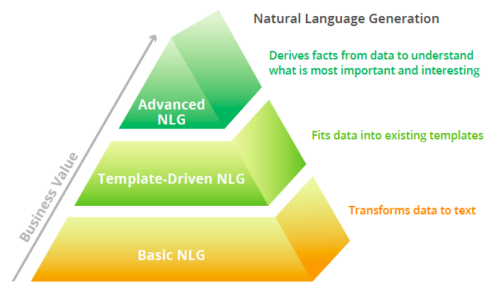 Natural Language Generation
Derives facts from data to understand
what is most important and interesting
Advanced
NLG
Fits data into existing templates
Template-Driven NLG
Business Value
Transforms data to text
Basic NLG